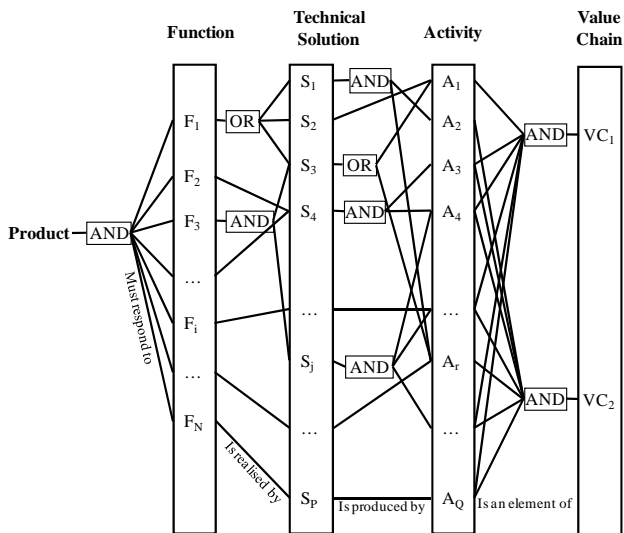 Function
Technical
Solution
Activity
Value
Chain
Product
AND
Must respond to
F1
F2
F3
…
Fi
…
FN
OR
AND
Is realised by
S1
S2
S3
S4
…
Sj
…
SP
AND
OR
AND
AND
Is produced by
A1
A2
A3
A4
…
Ar
…
AQ
Is an element of
AND
AND
VC1
VC2